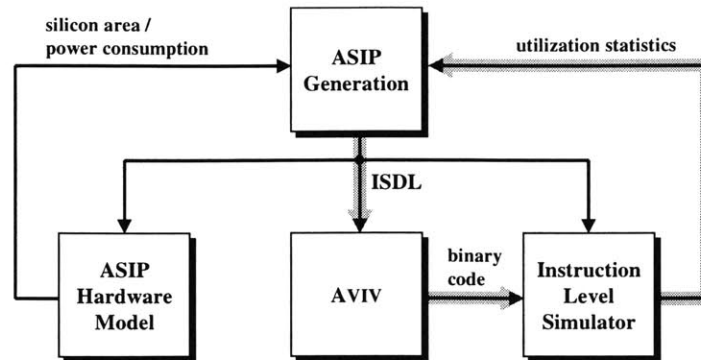 silicon area /
power consumption
ASIP
Generation
utilization statistics
ISDL
ASIP
Hardware
Model
AVIV
binary
code
Instruction
Level
Simulator